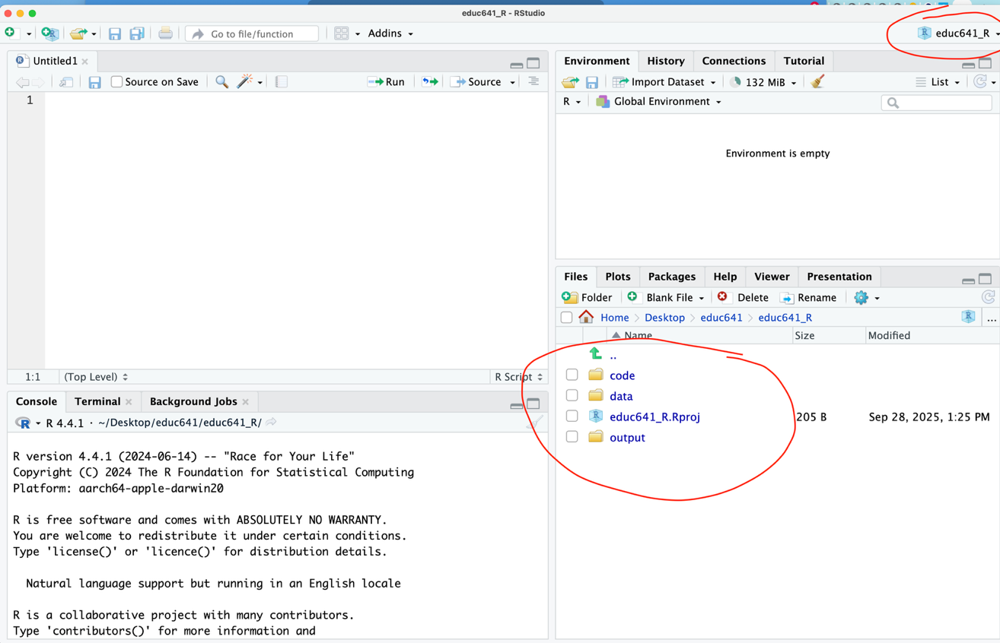 educ641_R - RStudio
Go to file/function
Addins
educ641_R
Untitled1
Source on Save
Run
Source
1
1:1
(Top Level)
R Script
Console
Terminal
Background Jobs
R 4.4.1 · ~/Desktop/educ641/educ641_R/
R version 4.4.1 (2024-06-14) -- "Race for Your Life"
Copyright (C) 2024 The R Foundation for Statistical Computing
Platform: aarch64-apple-darwin20
R is free software and comes with ABSOLUTELY NO WARRANTY.
You are welcome to redistribute it under certain conditions.
Type 'license()' or 'licence()' for distribution details.
Natural language support but running in an English locale
R is a collaborative project with many contributors.
Type 'contributors()' for more information and
Environment
History
Connections
Tutorial
Import Dataset
132 MiB
List
R
Global Environment
Environment is empty
Files
Plots
Packages
Help
Viewer
Presentation
Folder
Blank File
Delete
Rename
Home
Desktop
educ641
educ641_R
...
Name
Size
Modified
..
code
data
educ641_R.Rproj
205 B
Sep 28, 2025, 1:25 PM
output